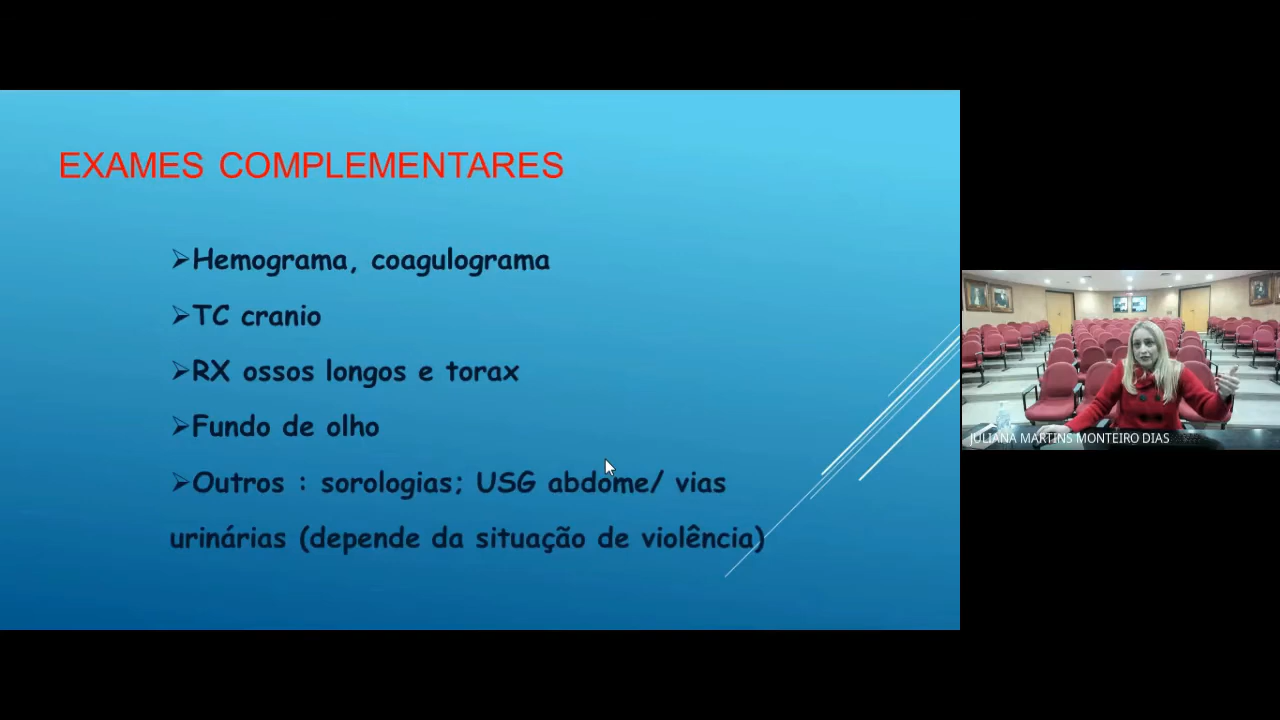 EXAMES COMPLEMENTARES
➢Hemograma, coagulograma
➢TC cranio
➢RX ossos longos e torax
➢Fundo de olho
➢Outros : sorologias; USG abdome/ vias
urinárias (depende da situação de violência)
JULIANA MARTINS MONTEIRO DIAS